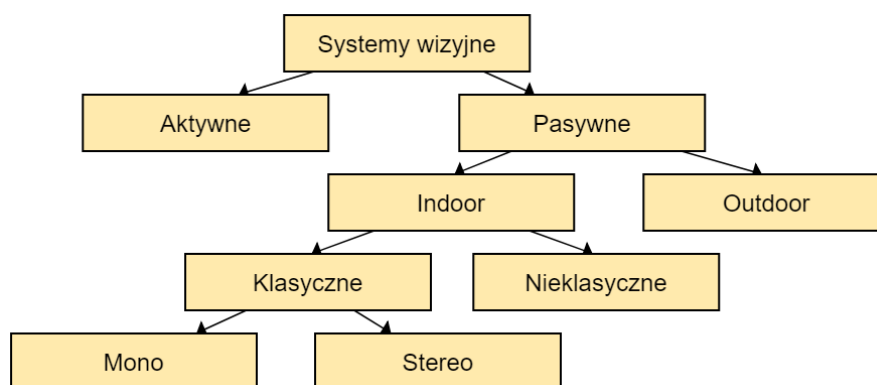 Systemy wizyjne
Aktywne
Pasywne
Indoor
Outdoor
Klasyczne
Nieklasyczne
Mono
Stereo